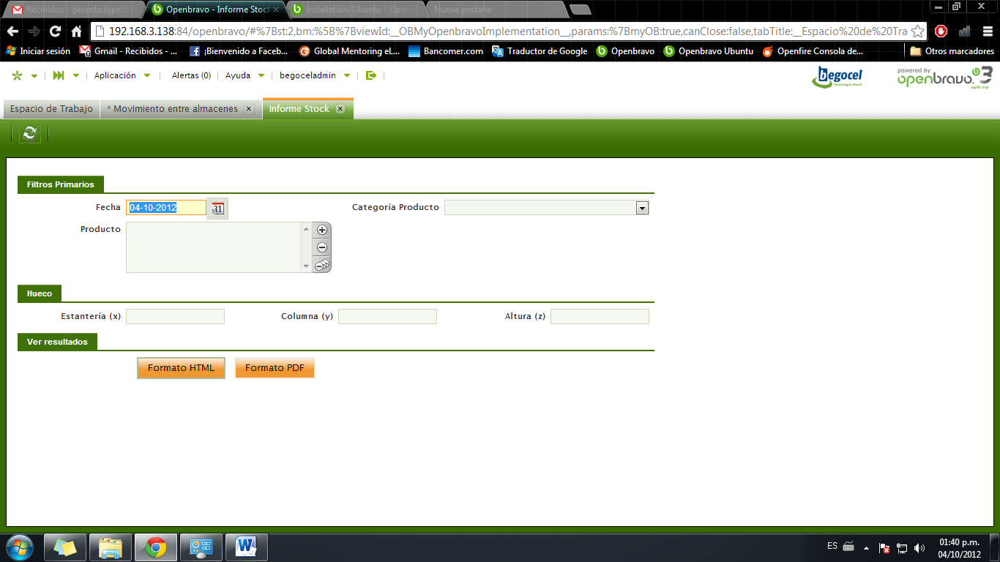 Recibidos - gerardo.lopez
Openbravo - Informe Stock
Installation/Ubuntu - Ope
Nueva pestaña
192.168.3.138:84/openbravo/#%7Bst:2,bm:%5B%7BviewId:__OBMyOpenbravoImplementation__,params:%7BmyOB:true,canClose:false,tabTitle:__Espacio%20de%20Tra
Iniciar sesión
Gmail - Recibidos - ...
¡Bienvenido a Faceb...
Global Mentoring eL...
Bancomer.com
Traductor de Google
Openbravo
Openbravo Ubuntu
Openfire Consola de...
Otros marcadores
Aplicación
Alertas (0)
Ayuda
begoceladmin
begocel
Tecnología Movil
powered by
openbravo 3
agile erp
Espacio de Trabajo
* Movimiento entre almacenes
Informe Stock
Filtros Primarios
Fecha
04-10-2012
31
Categoría Producto
Producto
Hueco
Estantería (x)
Columna (y)
Altura (z)
Ver resultados
Formato HTML
Formato PDF
ES
01:40 p.m.
04/10/2012